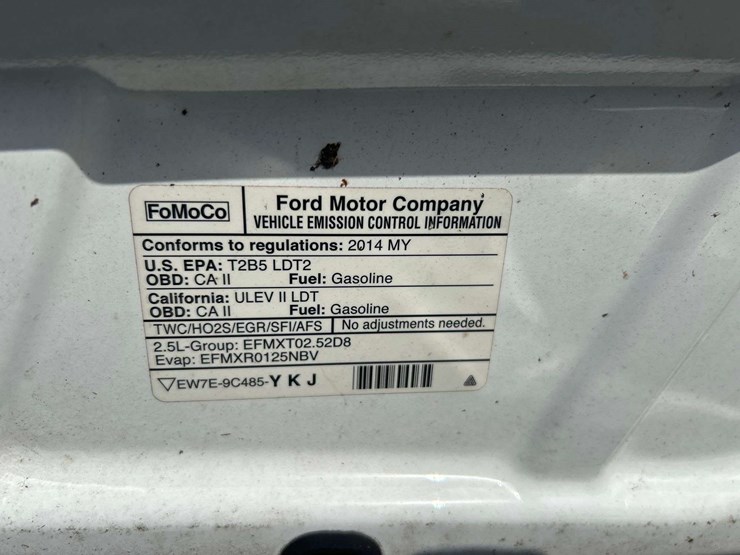 FoMoCo
Ford Motor Company
VEHICLE EMISSION CONTROL INFORMATION
Conforms to regulations: 2014 MY
U.S. EPA: T2B5 LDT2
OBD: CA II Fuel: Gasoline
California: ULEV II LDT
OBD: CA II Fuel: Gasoline
TWC/HO2S/EGR/SFI/AFS No adjustments needed.
2.5L-Group: EFMXT02.52D8
Evap: EFMXR0125NBV
EW7E-9C485-Y K J